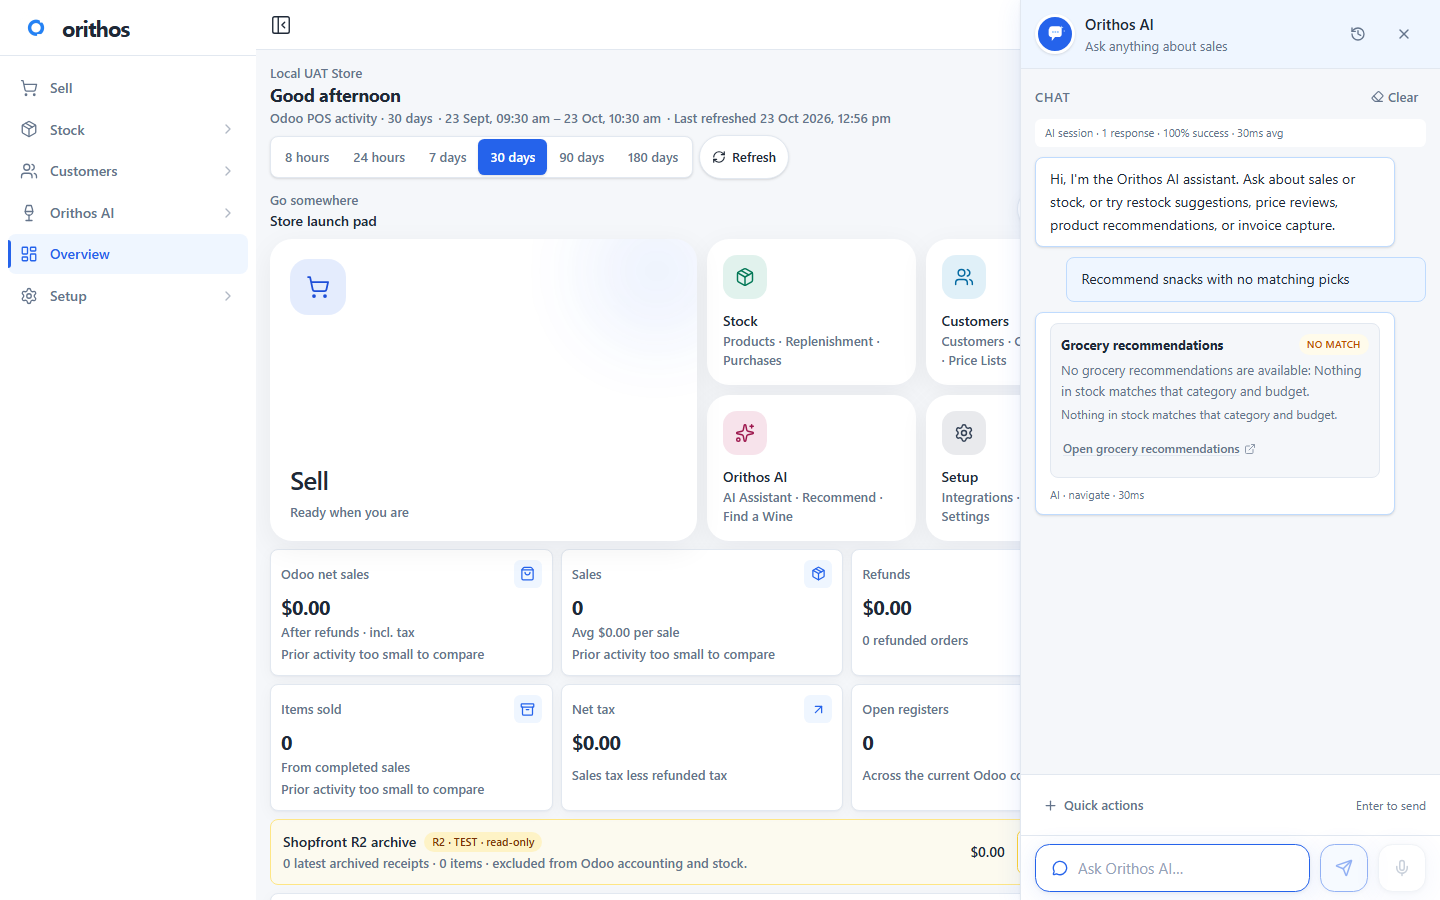 orithos
Sell
Stock
Customers
Orithos AI
Overview
Setup
Local UAT Store
Good afternoon
Odoo POS activity · 30 days · 23 Sept, 09:30 am – 23 Oct, 10:30 am · Last refreshed 23 Oct 2026, 12:56 pm
8 hours
24 hours
7 days
30 days
90 days
180 days
Refresh
Go somewhere
Store launch pad
Sell
Ready when you are
Stock
Products · Replenishment ·
Purchases
Customers
Customers ·
· Price Lists
Orithos AI
AI Assistant · Recommend ·
Find a Wine
Setup
Integrations ·
Settings
Odoo net sales
$0.00
After refunds · incl. tax
Prior activity too small to compare
Sales
0
Avg $0.00 per sale
Prior activity too small to compare
Refunds
$0.00
0 refunded orders
Items sold
0
From completed sales
Prior activity too small to compare
Net tax
$0.00
Sales tax less refunded tax
Open registers
0
Across the current Odoo
Shopfront R2 archive
R2 · TEST · read-only
0 latest archived receipts · 0 items · excluded from Odoo accounting and stock.
$0.00
Orithos AI
Ask anything about sales
CHAT
Clear
AI session · 1 response · 100% success · 30ms avg
Hi, I'm the Orithos AI assistant. Ask about sales or
stock, or try restock suggestions, price reviews,
product recommendations, or invoice capture.
Recommend snacks with no matching picks
Grocery recommendations
NO MATCH
No grocery recommendations are available: Nothing
in stock matches that category and budget.
Nothing in stock matches that category and budget.
Open grocery recommendations
AI · navigate · 30ms
Quick actions
Enter to send
Ask Orithos AI...